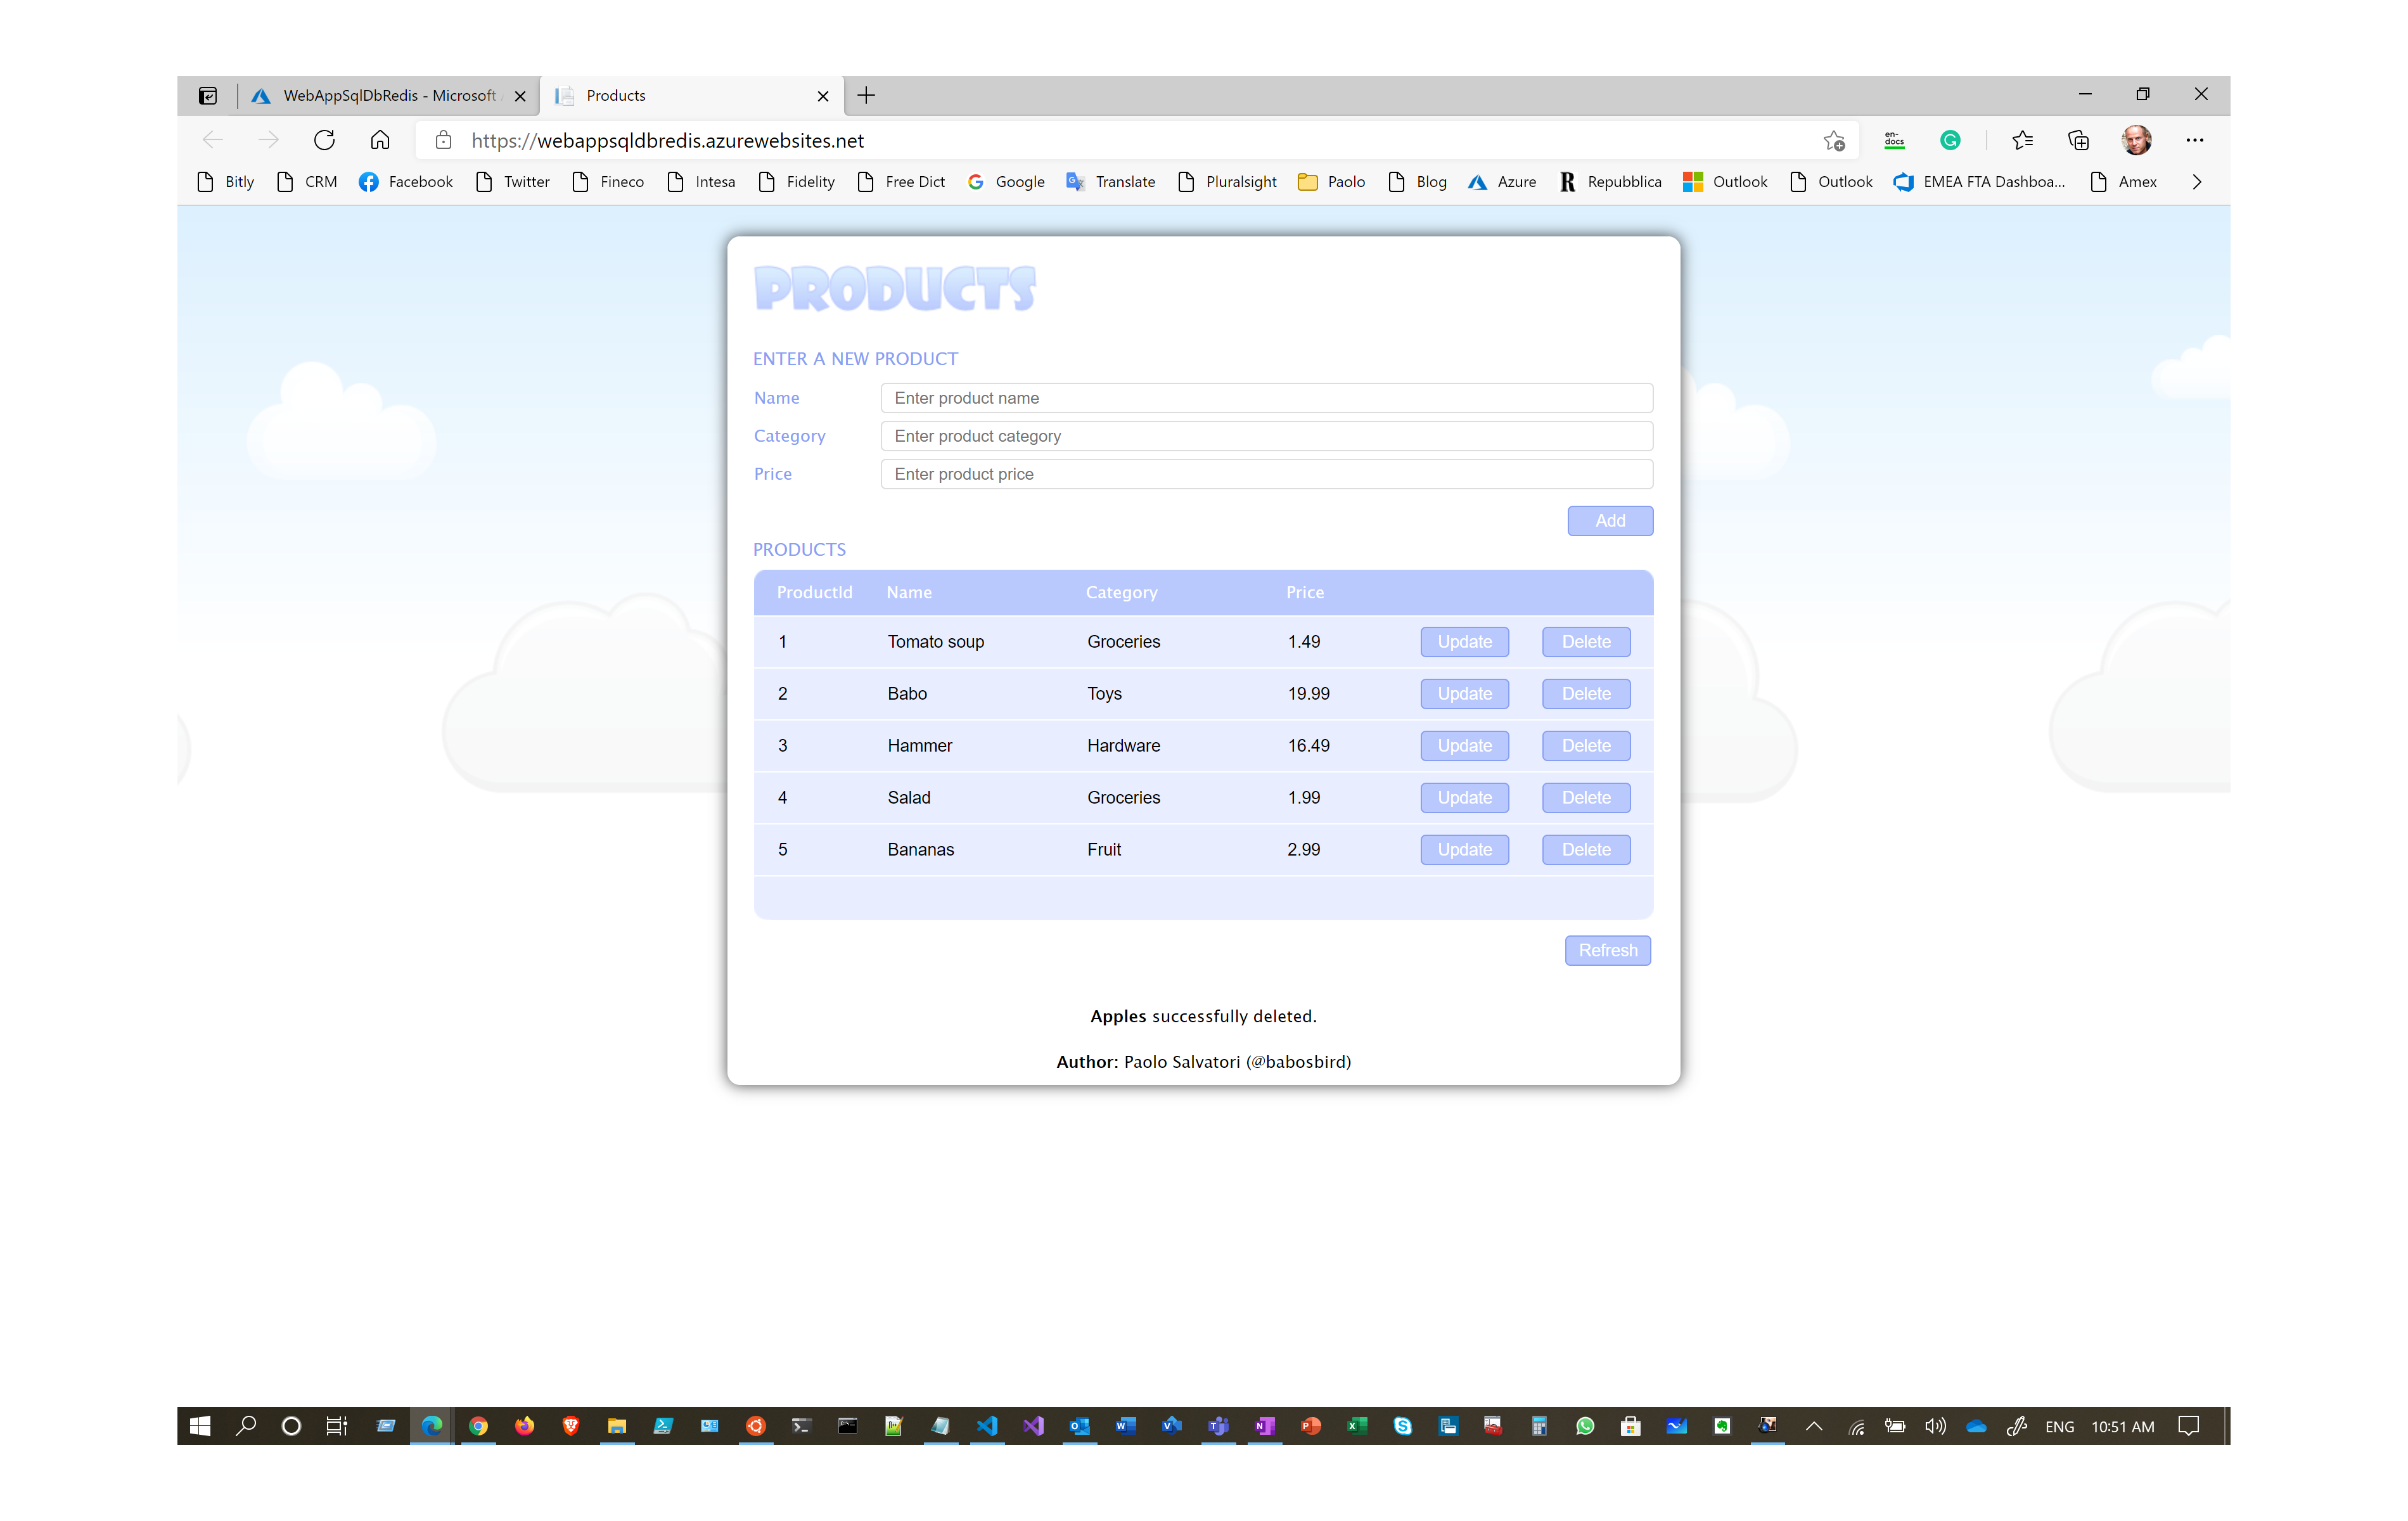 WebAppSqlDbRedis - Microsoft
Products
https://webappsqldbredis.azurewebsites.net
en-docs
Bitly CRM Facebook Twitter Fineco Intesa Fidelity Free Dict Google Translate Pluralsight Paolo Blog Azure Repubblica Outlook Outlook EMEA FTA Dashboa... Amex
PRODUCTS
ENTER A NEW PRODUCT
Name Enter product name
Category Enter product category
Price Enter product price
Add
PRODUCTS
ProductId Name Category Price
1 Tomato soup Groceries 1.49 Update Delete
2 Babo Toys 19.99 Update Delete
3 Hammer Hardware 16.49 Update Delete
4 Salad Groceries 1.99 Update Delete
5 Bananas Fruit 2.99 Update Delete
Refresh
Apples successfully deleted.
Author: Paolo Salvatori (@babosbird)
ENG 10:51 AM